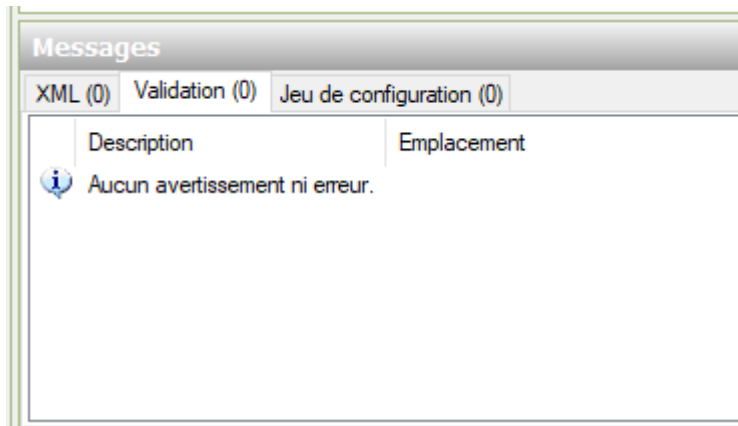 Messages
XML (0) Validation (0) Jeu de configuration (0)
Description Emplacement
Aucun avertissement ni erreur.